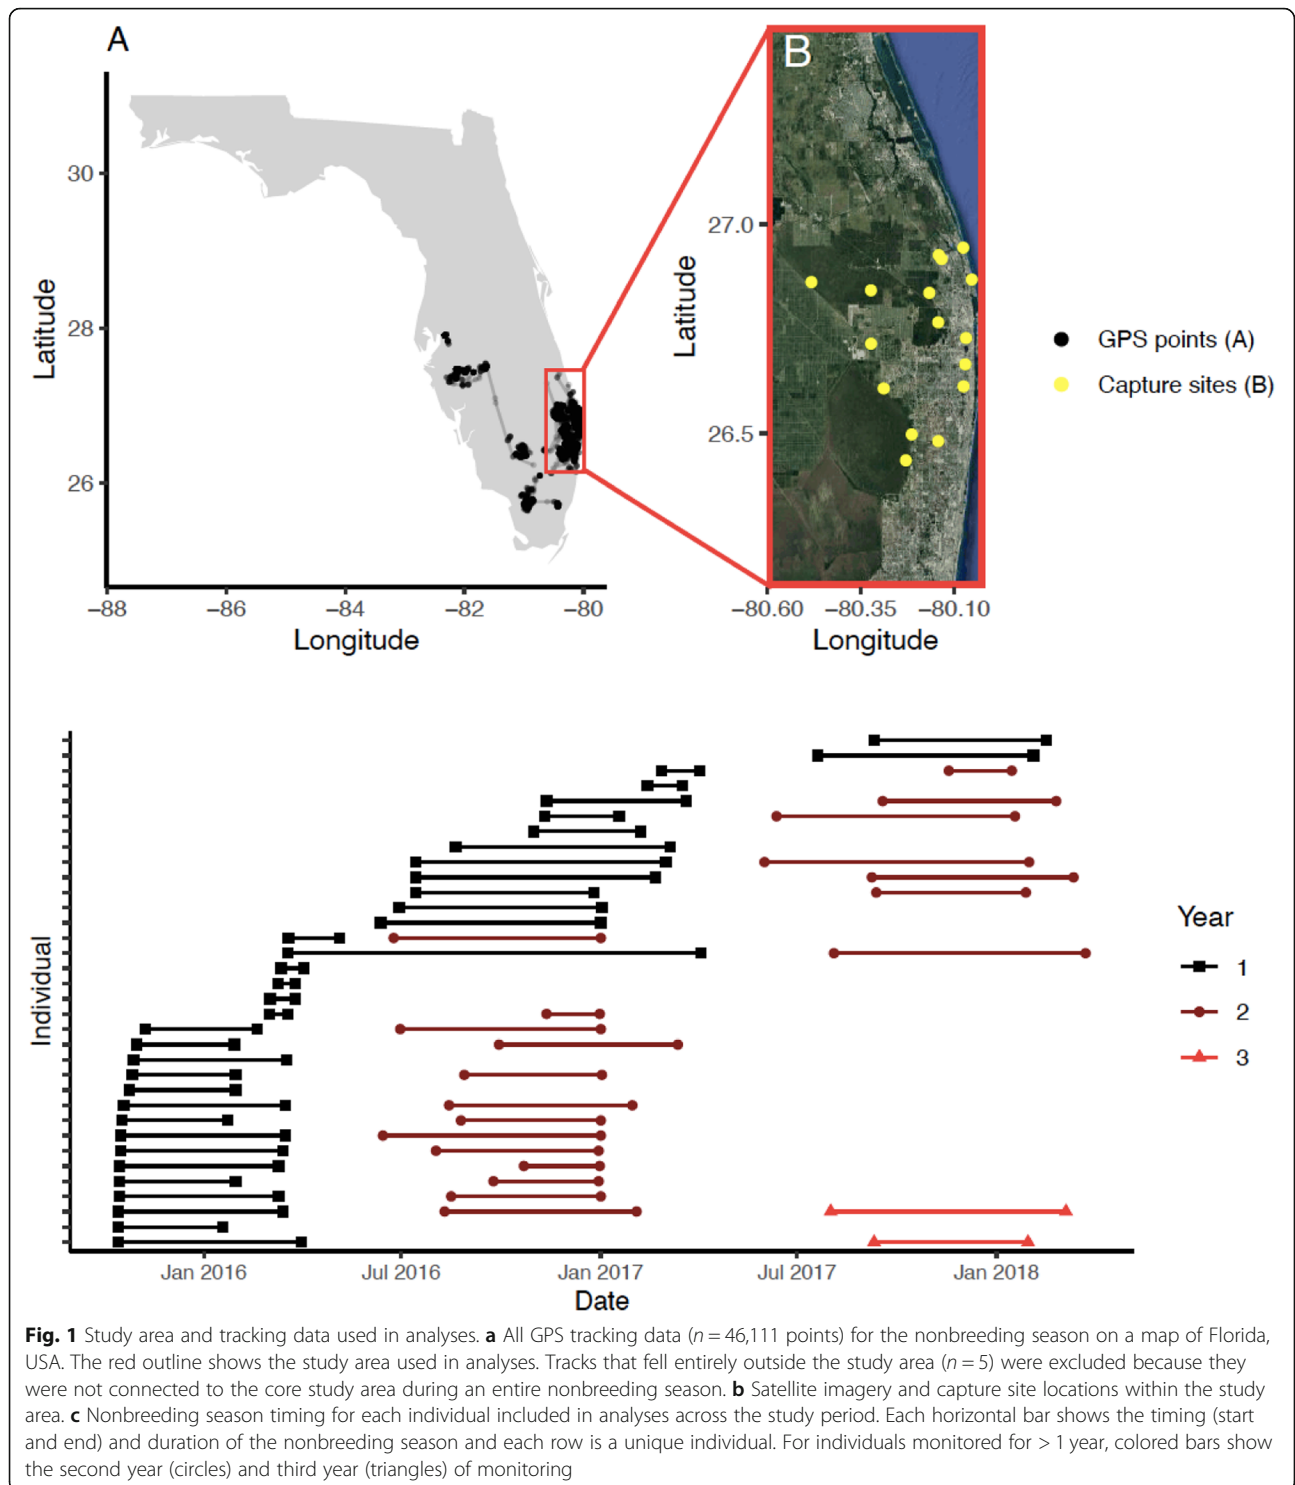 A
B
30
28
26
Latitude
−88
−86
−84
−82
−80
Longitude
27.0
26.5
Latitude
−80.60
−80.35
−80.10
Longitude
GPS points (A)
Capture sites (B)
Individual
Jan 2016
Jul 2016
Jan 2017
Jul 2017
Jan 2018
Date
Year
1
2
3
Fig. 1 Study area and tracking data used in analyses. a All GPS tracking data (n = 46,111 points) for the nonbreeding season on a map of Florida,
USA. The red outline shows the study area used in analyses. Tracks that fell entirely outside the study area (n = 5) were excluded because they
were not connected to the core study area during an entire nonbreeding season. b Satellite imagery and capture site locations within the study
area. c Nonbreeding season timing for each individual included in analyses across the study period. Each horizontal bar shows the timing (start
and end) and duration of the nonbreeding season and each row is a unique individual. For individuals monitored for > 1 year, colored bars show
the second year (circles) and third year (triangles) of monitoring